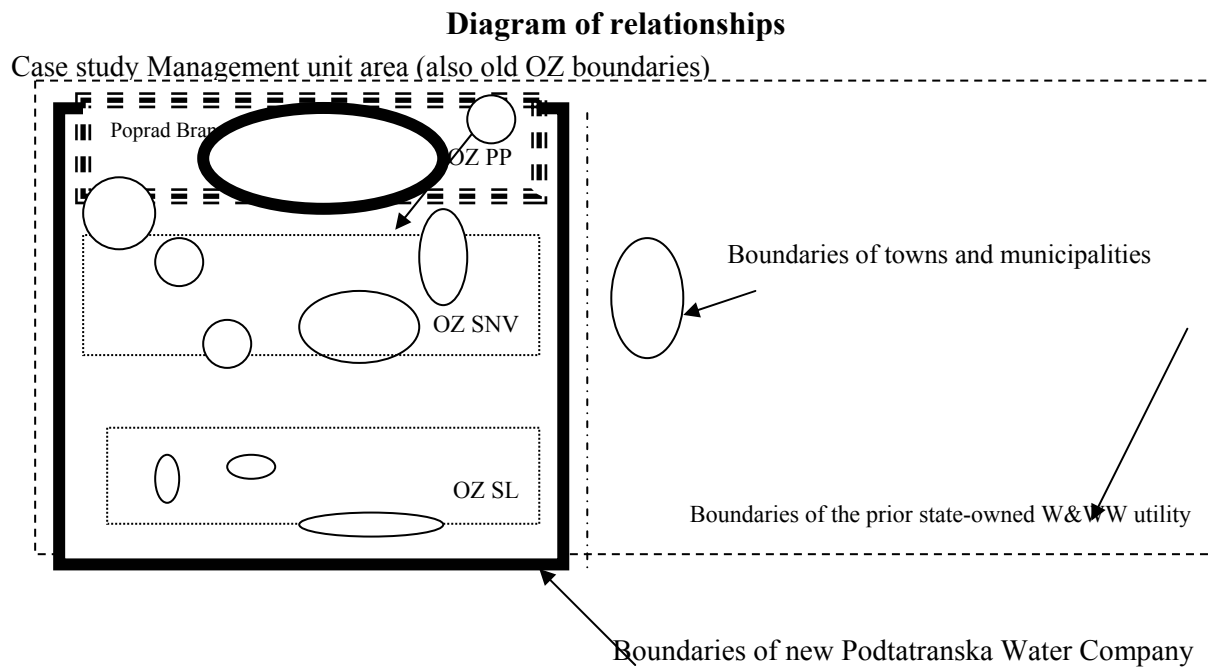 Diagram of relationships
Case study Management unit area (also old OZ boundaries)
Poprad
OZ PP
Boundaries of towns and municipalities
OZ SNV
OZ SL
Boundaries of the prior state-owned W&WW utility
Boundaries of new Podtatranska Water Company